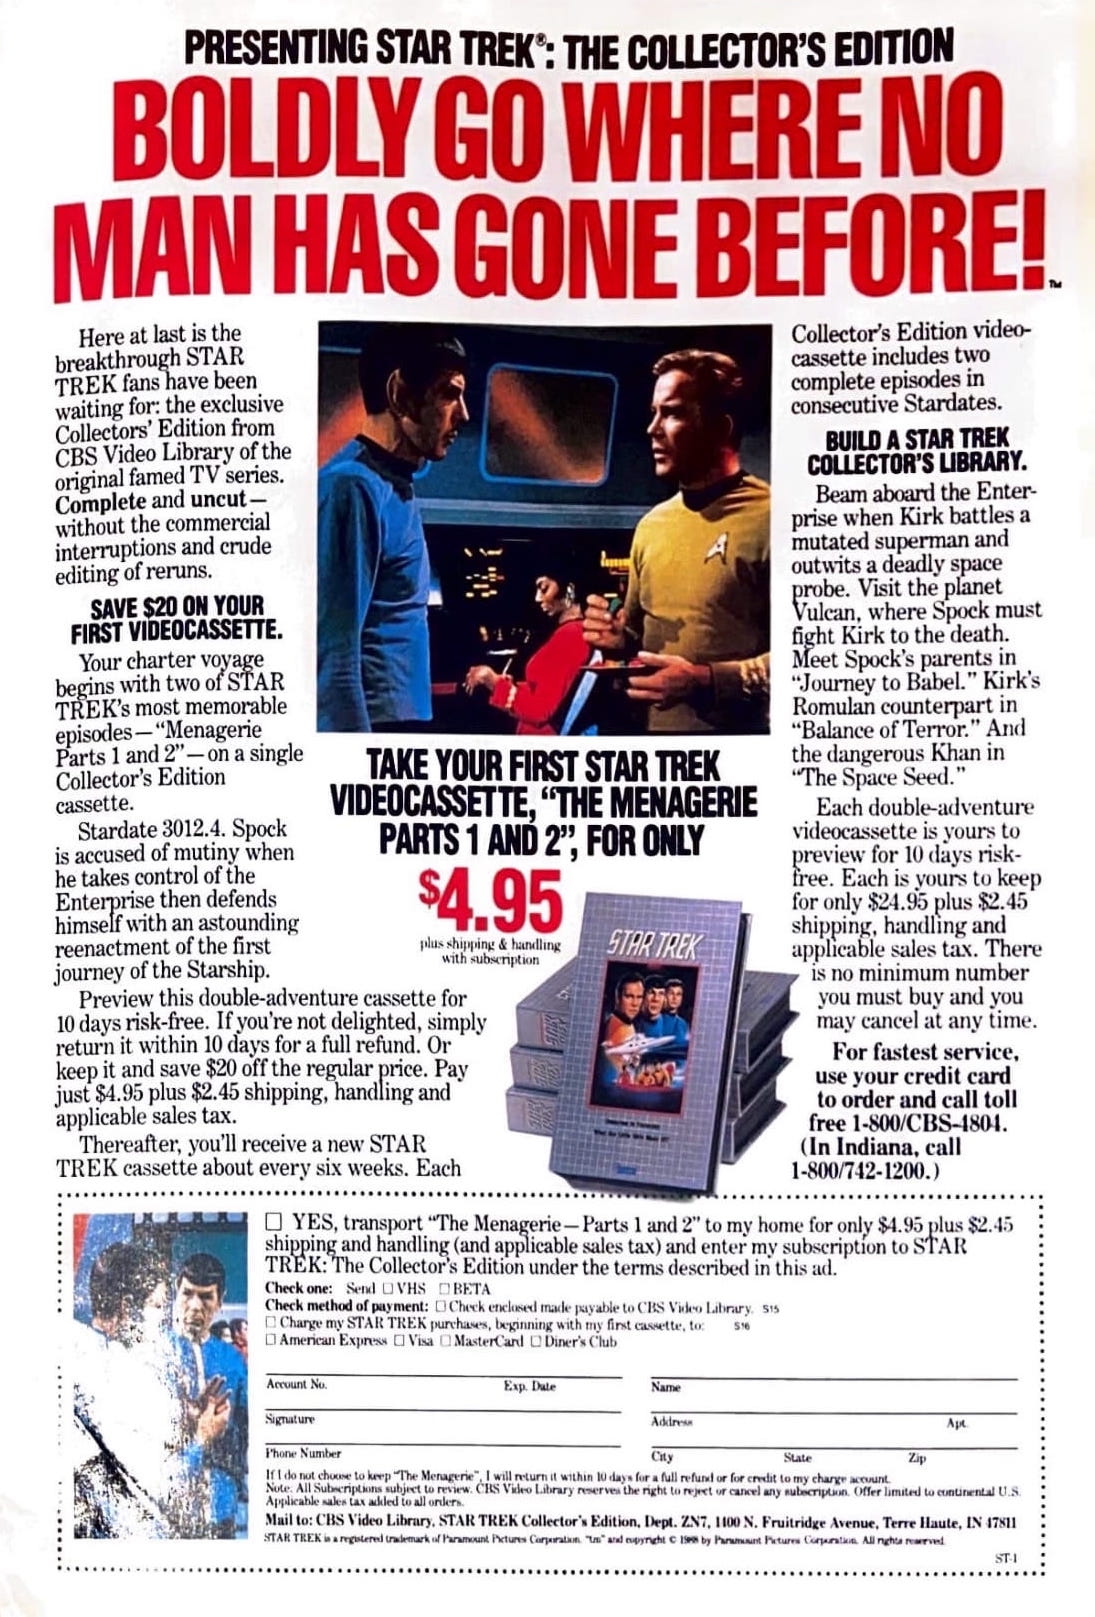 PRESENTING STAR TREK®: THE COLLECTOR'S EDITION
BOLDLY GO WHERE NO
MAN HAS GONE BEFORE!™
Here at last is the
breakthrough STAR
TREK fans have been
waiting for: the exclusive
Collectors' Edition from
CBS Video Library of the
original famed TV series.
Complete and uncut—
without the commercial
interruptions and crude
editing of reruns.
SAVE $20 ON YOUR
FIRST VIDEOCASSETTE.
Your charter voyage
begins with two of STAR
TREK's most memorable
episodes—"Menagerie
Parts 1 and 2"—on a single
Collector's Edition
cassette.
Stardate 3012.4. Spock
is accused of mutiny when
he takes control of the
Enterprise then defends
himself with an astounding
reenactment of the first
journey of the Starship.
Preview this double-adventure cassette for
10 days risk-free. If you're not delighted, simply
return it within 10 days for a full refund. Or
keep it and save $20 off the regular price. Pay
just $4.95 plus $2.45 shipping, handling and
applicable sales tax.
Thereafter, you'll receive a new STAR
TREK cassette about every six weeks. Each
TAKE YOUR FIRST STAR TREK
VIDEOCASSETTE, "THE MENAGERIE
PARTS 1 AND 2", FOR ONLY
$4.95
plus shipping & handling
with subscription
STAR TREK
Collector's Edition video-
cassette includes two
complete episodes in
consecutive Stardates.
BUILD A STAR TREK
COLLECTOR'S LIBRARY.
Beam aboard the Enter-
prise when Kirk battles a
mutated superman and
outwits a deadly space
probe. Visit the planet
Vulcan, where Spock must
fight Kirk to the death.
Meet Spock's parents in
"Journey to Babel." Kirk's
Romulan counterpart in
"Balance of Terror." And
the dangerous Khan in
"The Space Seed."
Each double-adventure
videocassette is yours to
preview for 10 days risk-
free. Each is yours to keep
for only $24.95 plus $2.45
shipping, handling and
applicable sales tax. There
is no minimum number
you must buy and you
may cancel at any time.
For fastest service,
use your credit card
to order and call toll
free 1-800/CBS-4804.
(In Indiana, call
1-800/742-1200.)
YES, transport "The Menagerie—Parts 1 and 2" to my home for only $4.95 plus $2.45
shipping and handling (and applicable sales tax) and enter my subscription to STAR
TREK: The Collector's Edition under the terms described in this ad.
Check one: Send □ VHS □ BETA
Check method of payment: □ Check enclosed made payable to CBS Video Library. S15
□ Charge my STAR TREK purchases, beginning with my first cassette, to: S16
□ American Express □ Visa □ MasterCard □ Diner's Club
Account No. Exp. Date
Signature
Phone Number
Name
Address Apt.
City State Zip
If I do not choose to keep "The Menagerie", I will return it within 10 days for a full refund or for credit to my charge account.
Note: All Subscriptions subject to review. CBS Video Library reserves the right to reject or cancel any subscription. Offer limited to continental U.S.
Applicable sales tax added to all orders.
Mail to: CBS Video Library, STAR TREK Collector's Edition, Dept. ZN7, 1400 N. Fruitridge Avenue, Terre Haute, IN 47811
STAR TREK is a registered trademark of Paramount Pictures Corporation. "tm" and copyright © 1988 by Paramount Pictures Corporation. All rights reserved.
ST-1